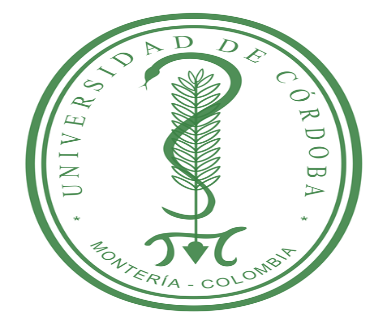 UNIVERSIDAD DE CÓRDOBA
* *
MONTERÍA - COLOMBIA